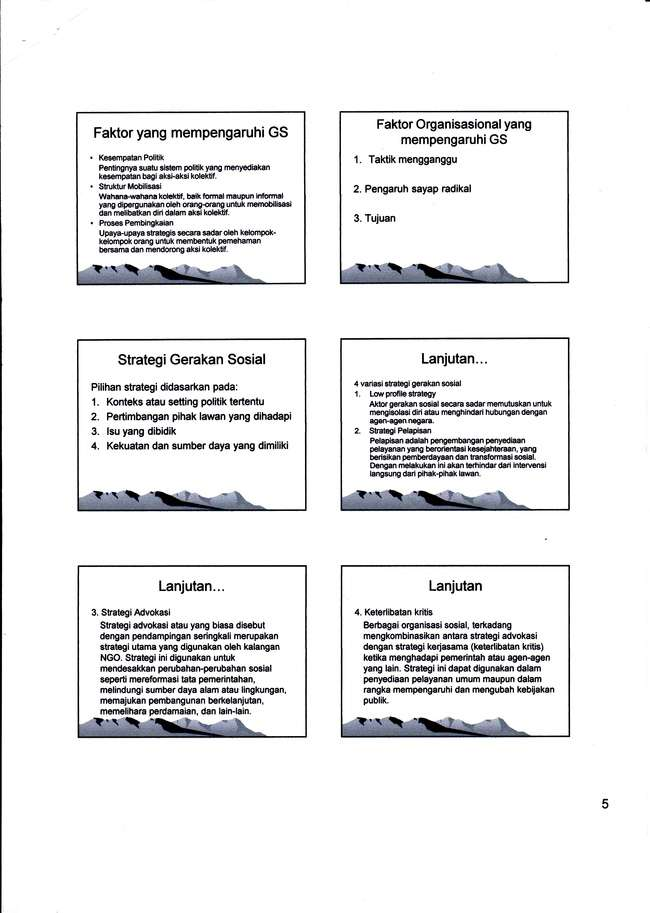 Faktor yang mempengaruhi GS
• Kesempatan Politik
Pentingnya suatu sistem politik yang menyediakan
kesempatan bagi aksi-aksi kolektif.
• Struktur Mobilisasi
Wahana-wahana kolektif, baik formal maupun informal
yang dipergunakan oleh orang-orang untuk memobilisasi
dan melibatkan diri dalam aksi kolektif.
• Proses Pembingkaian
Upaya-upaya strategis secara sadar oleh kelompok-
kelompok orang untuk membentuk pemehaman
bersama dan mendorong aksi kolektif.
Faktor Organisasional yang
mempengaruhi GS
1. Taktik mengganggu
2. Pengaruh sayap radikal
3. Tujuan
Strategi Gerakan Sosial
Pilihan strategi didasarkan pada:
1. Konteks atau setting politik tertentu
2. Pertimbangan pihak lawan yang dihadapi
3. Isu yang dibidik
4. Kekuatan dan sumber daya yang dimiliki
Lanjutan...
4 variasi strategi gerakan sosial
1. Low profile strategy
Aktor gerakan sosial secara sadar memutuskan untuk
mengisolasi diri atau menghindari hubungan dengan
agen-agen negara.
2. Strategi Pelapisan
Pelapisan adalah pengembangan penyediaan
pelayanan yang berorientasi kesejahteraan, yang
berisikan pemberdayaan dan transformasi sosial.
Dengan melakukan ini akan terhindar dari intervensi
langsung dari pihak-pihak lawan.
Lanjutan...
3. Strategi Advokasi
Strategi advokasi atau yang biasa disebut
dengan pendampingan seringkali merupakan
strategi utama yang digunakan oleh kalangan
NGO. Strategi ini digunakan untuk
mendesakkan perubahan-perubahan sosial
seperti mereformasi tata pemerintahan,
melindungi sumber daya alam atau lingkungan,
memajukan pembangunan berkelanjutan,
memelihara perdamaian, dan lain-lain.
Lanjutan
4. Keterlibatan kritis
Berbagai organisasi sosial, terkadang
mengkombinasikan antara strategi advokasi
dengan strategi kerjasama (keterlibatan kritis)
ketika menghadapi pemerintah atau agen-agen
yang lain. Strategi ini dapat digunakan dalam
penyediaan pelayanan umum maupun dalam
rangka mempengaruhi dan mengubah kebijakan
publik.
5